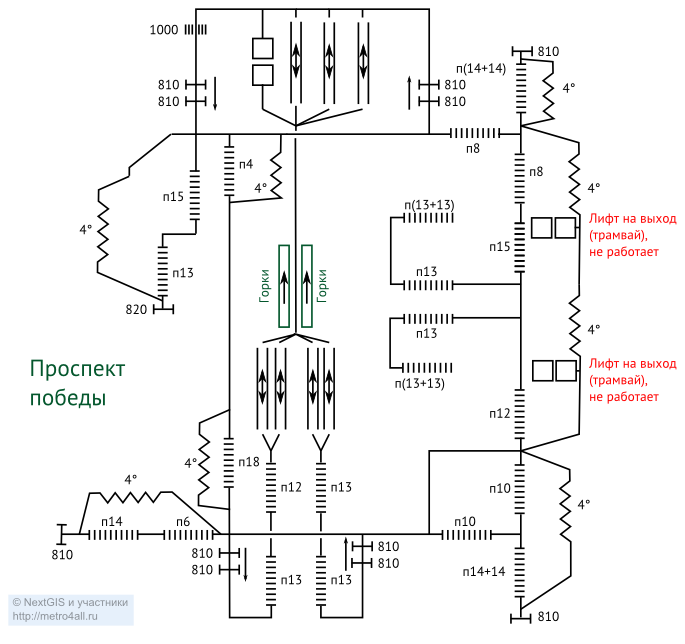 1000
810
п(14+14)
810
810
810
810
4°
п8
п4
п8
4°
4°
п15
п(13+13)
4°
Лифт на выход
(трамвай),
не работает
п15
п13
п13
Горки
Горки
820
п13
4°
Проспект
победы
Лифт на выход
(трамвай),
не работает
п(13+13)
п12
4°
п18
4°
п12
п13
п10
4°
п14
п6
п10
810
810
810
810
810
п13
п13
п14+14
810
© NextGIS и участники
http://metro4all.ru